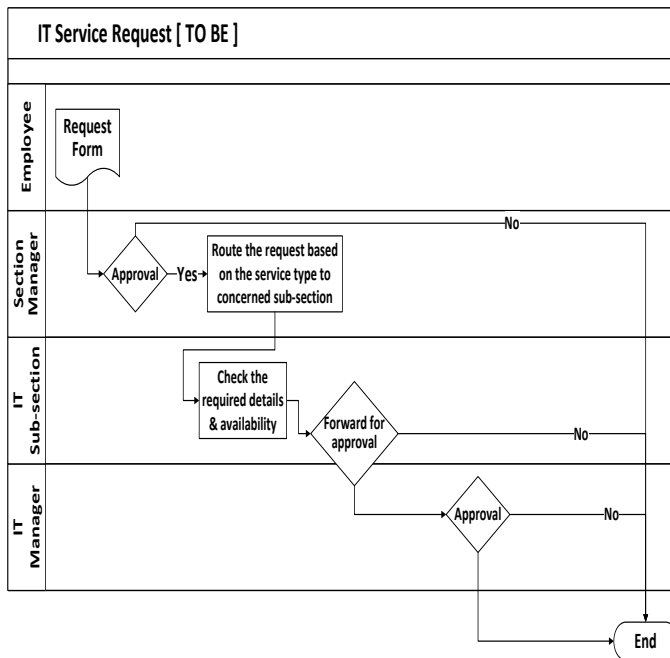 IT Service Request [ TO BE ]
Employee
Request
Form
Section
Manager
Approval
Yes
Route the request based
on the service type to
concerned sub-section
No
IT
Sub-section
Check the
required details
& availability
Forward for
approval
No
IT
Manager
Approval
No
End